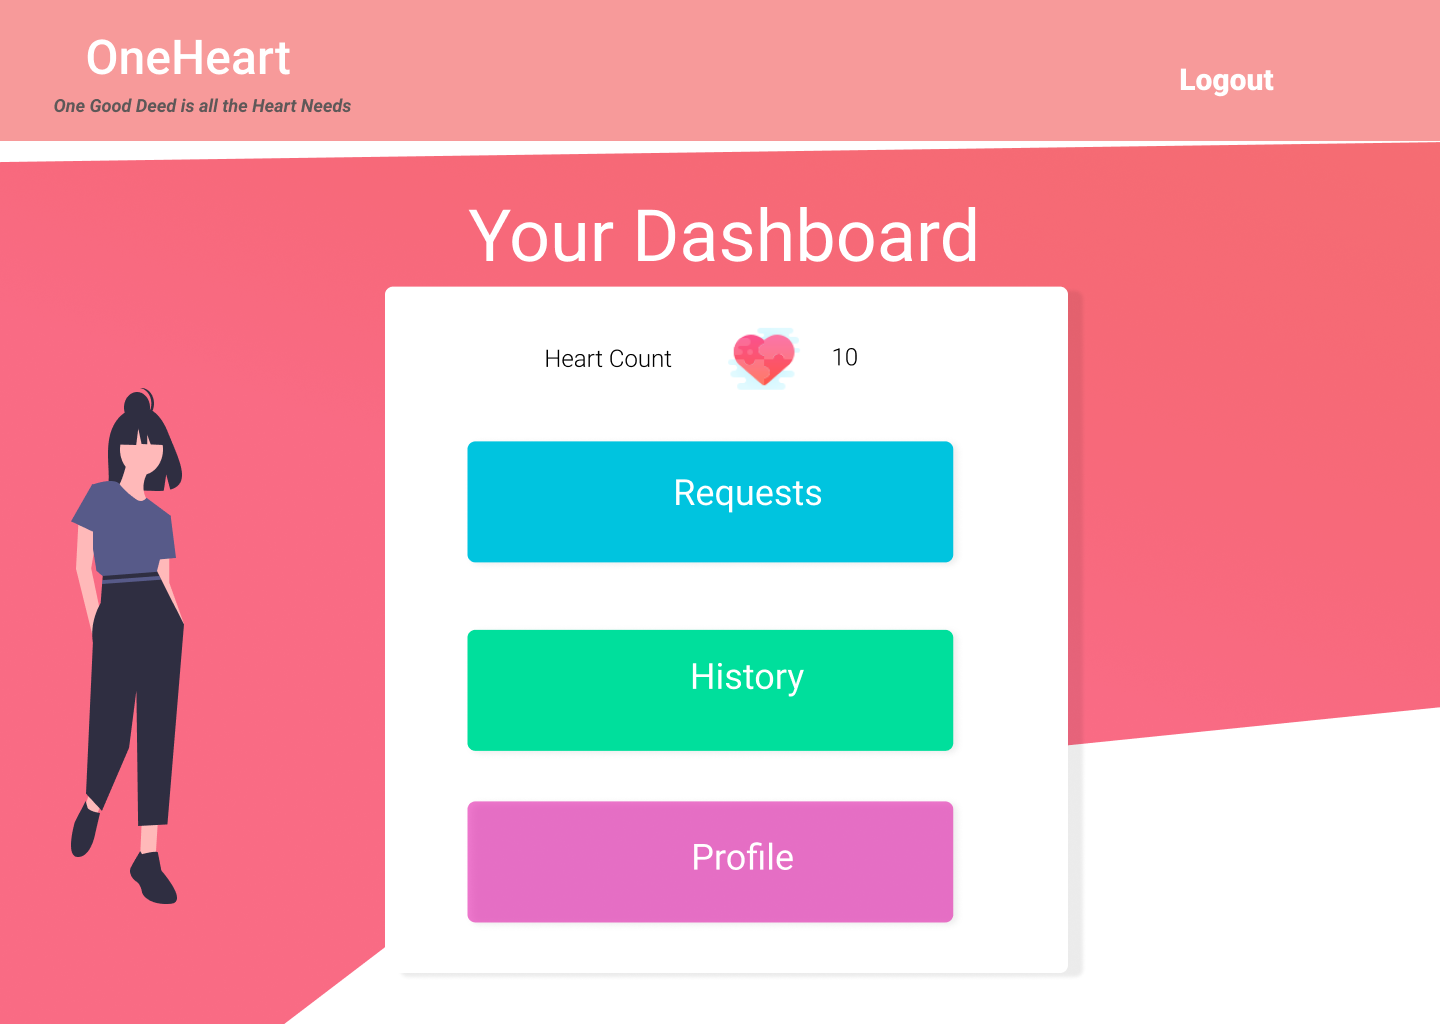 OneHeart
One Good Deed is all the Heart Needs
Logout
Your Dashboard
Heart Count 10
Requests
History
Profile